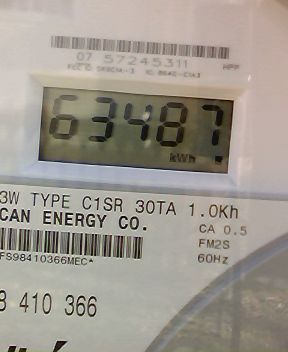 07 57245311
63487
kWh
3W TYPE C1SR 30TA 1.0Kh
CAN ENERGY CO.
CA 0.5
FM2S
60Hz
FS98410366MEC*
8 410 366